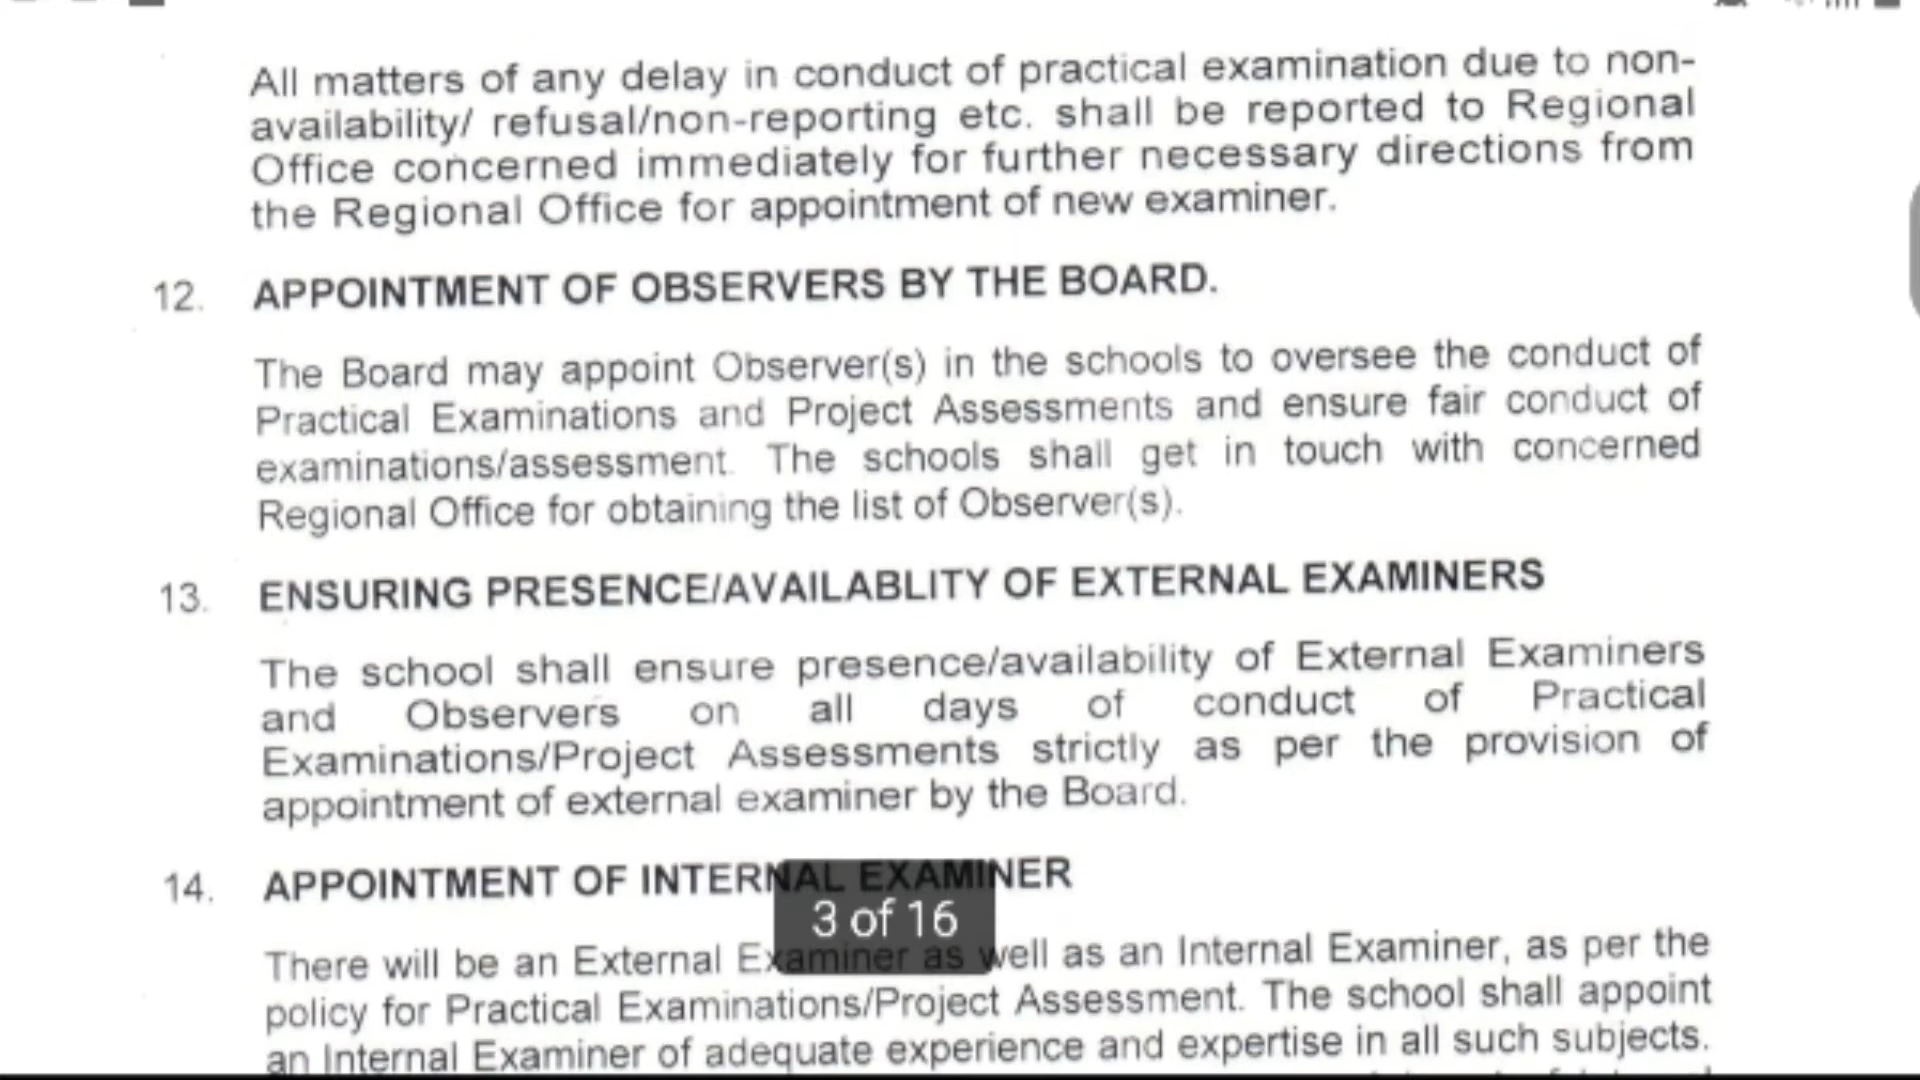 All matters of any delay in conduct of practical examination due to non-
availability/ refusal/non-reporting etc. shall be reported to Regional
Office concerned immediately for further necessary directions from
the Regional Office for appointment of new examiner.
12. APPOINTMENT OF OBSERVERS BY THE BOARD.
The Board may appoint Observer(s) in the schools to oversee the conduct of
Practical Examinations and Project Assessments and ensure fair conduct of
examinations/assessment. The schools shall get in touch with concerned
Regional Office for obtaining the list of Observer(s).
13. ENSURING PRESENCE/AVAILABLITY OF EXTERNAL EXAMINERS
The school shall ensure presence/availability of External Examiners
and Observers on all days of conduct of Practical
Examinations/Project Assessments strictly as per the provision of
appointment of external examiner by the Board.
14. APPOINTMENT OF INTERNAL EXAMINER
3 of 16
There will be an External Examiner as well as an Internal Examiner, as per the
policy for Practical Examinations/Project Assessment. The school shall appoint
an Internal Examiner of adequate experience and expertise in all such subjects.